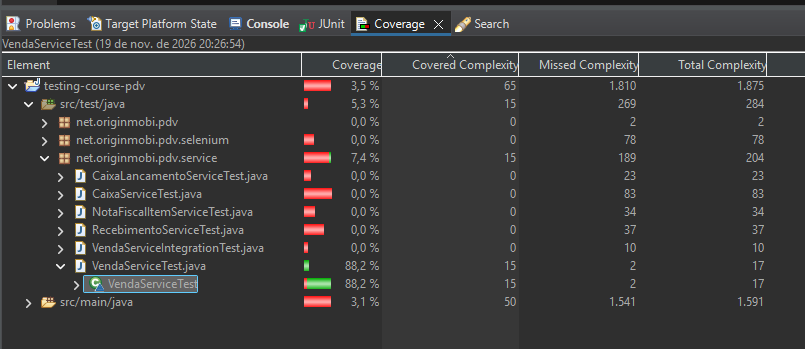 Problems Target Platform State Console JUnit Coverage Search
VendaServiceTest (19 de nov. de 2026 20:26:54)
Element Coverage Covered Complexity Missed Complexity Total Complexity
testing-course-pdv 3,5 % 65 1.810 1.875
src/test/java 5,3 % 15 269 284
net.originmobi.pdv 0,0 % 0 2 2
net.originmobi.pdv.selenium 0,0 % 0 78 78
net.originmobi.pdv.service 7,4 % 15 189 204
CaixaLancamentoServiceTest.java 0,0 % 0 23 23
CaixaServiceTest.java 0,0 % 0 83 83
NotaFiscalItemServiceTest.java 0,0 % 0 34 34
RecebimentoServiceTest.java 0,0 % 0 37 37
VendaServiceIntegrationTest.java 0,0 % 0 10 10
VendaServiceTest.java 88,2 % 15 2 17
VendaServiceTest 88,2 % 15 2 17
src/main/java 3,1 % 50 1.541 1.591